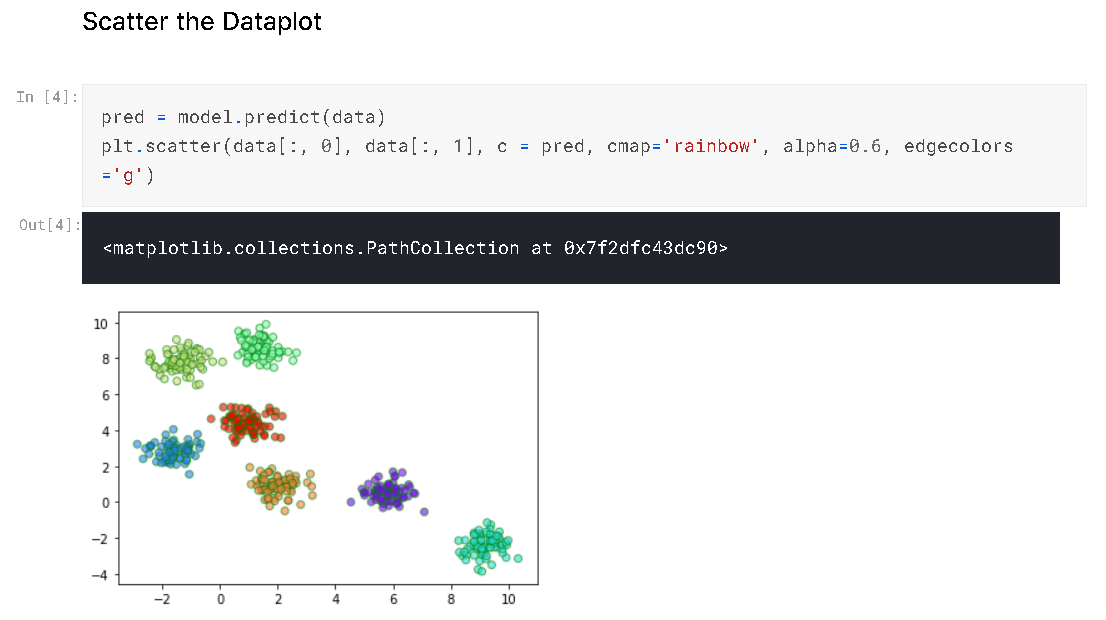 Scatter the Dataplot
In [4]:
pred = model.predict(data)
plt.scatter(data[:, 0], data[:, 1], c = pred, cmap='rainbow', alpha=0.6, edgecolors
='g')
Out[4]:
<matplotlib.collections.PathCollection at 0x7f2dfc43dc90>
10
8
6
4
2
0
−2
−4
−2 0 2 4 6 8 10